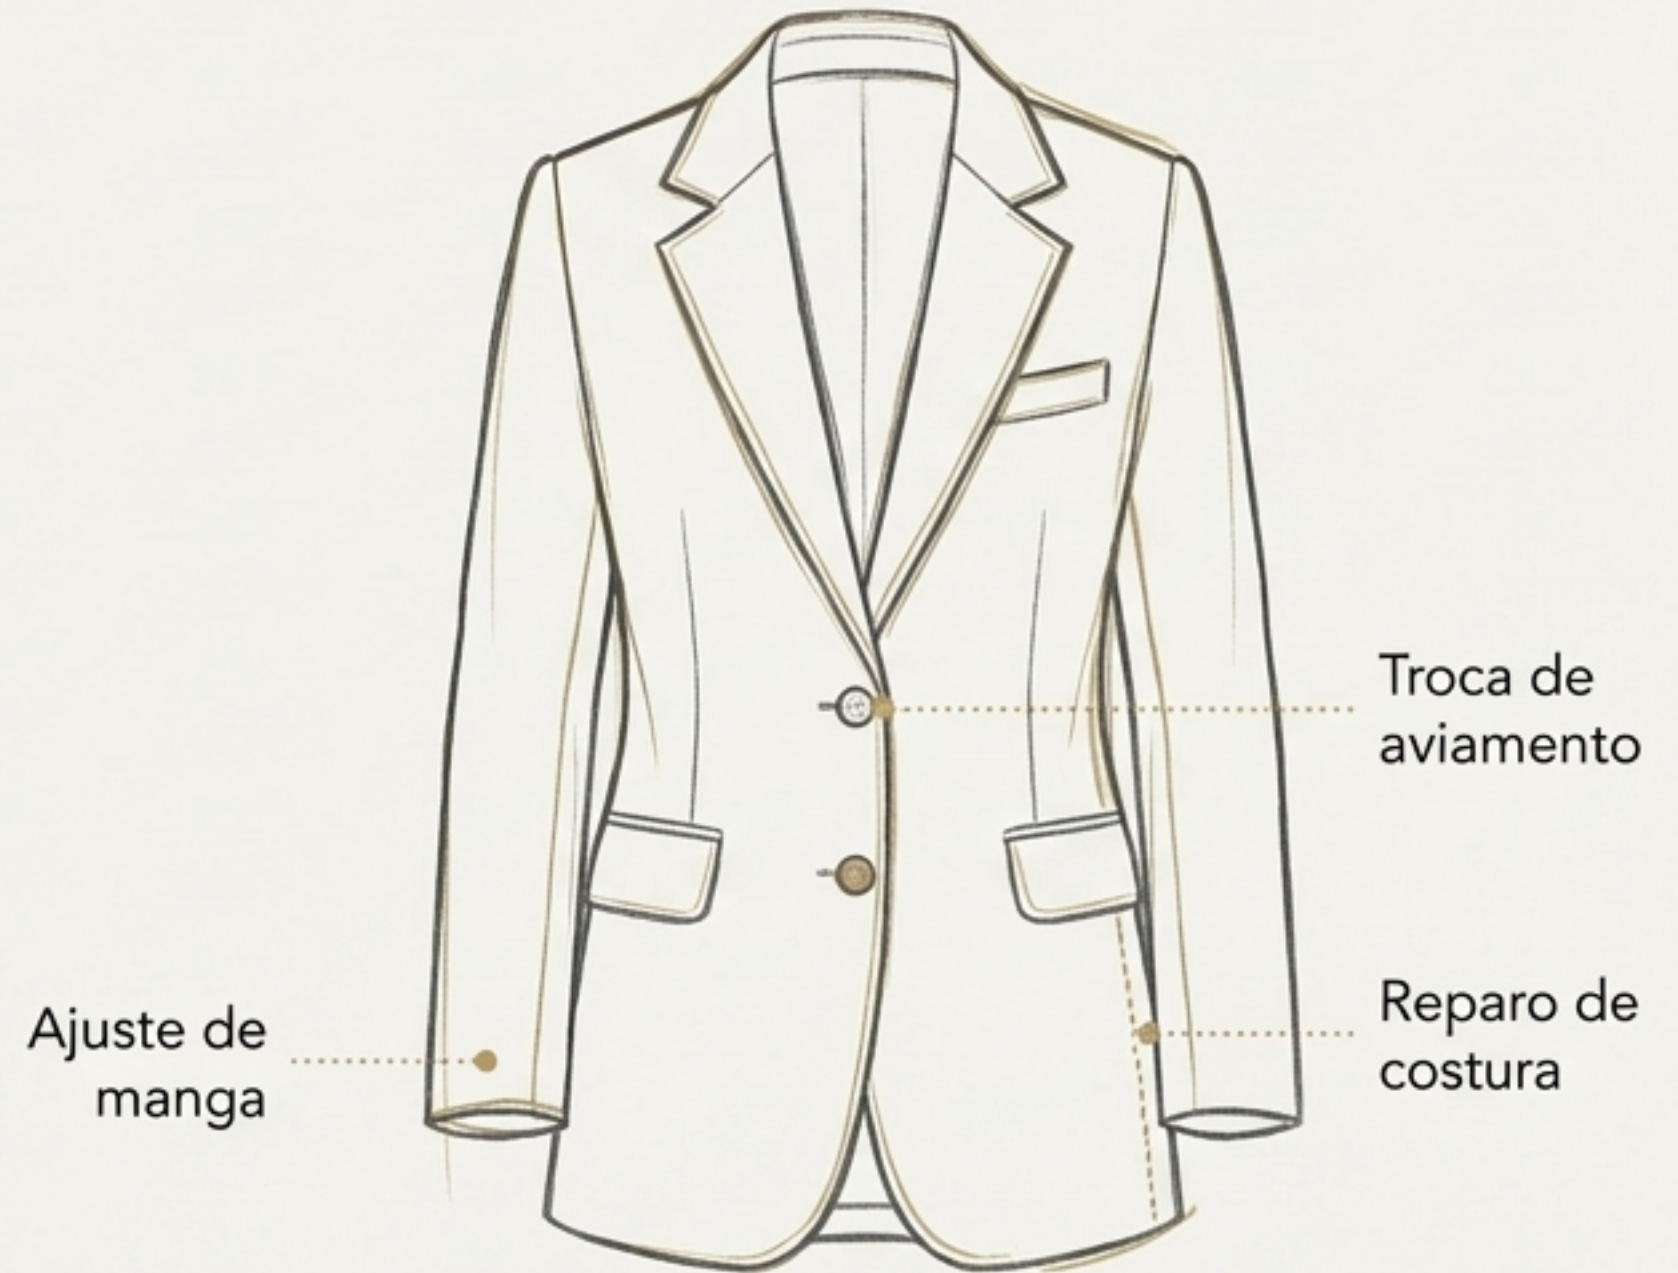 Troca de
aviamento
Ajuste de
manga
Reparo de
costura